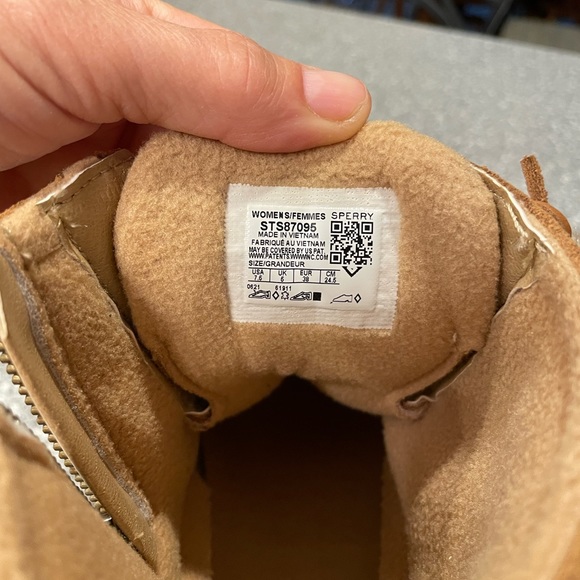 WOMENS/FEMMES SPERRY
STS87095
MADE IN VIETNAM
FABRIQUÉ AU VIETNAM
MAY BE COVERED BY US PAT.
WWW.PATENTS.WWWINC.COM
SIZE/GRANDEUR
USA UK EUR CM
7.5 5 38 24.5
0621 61911